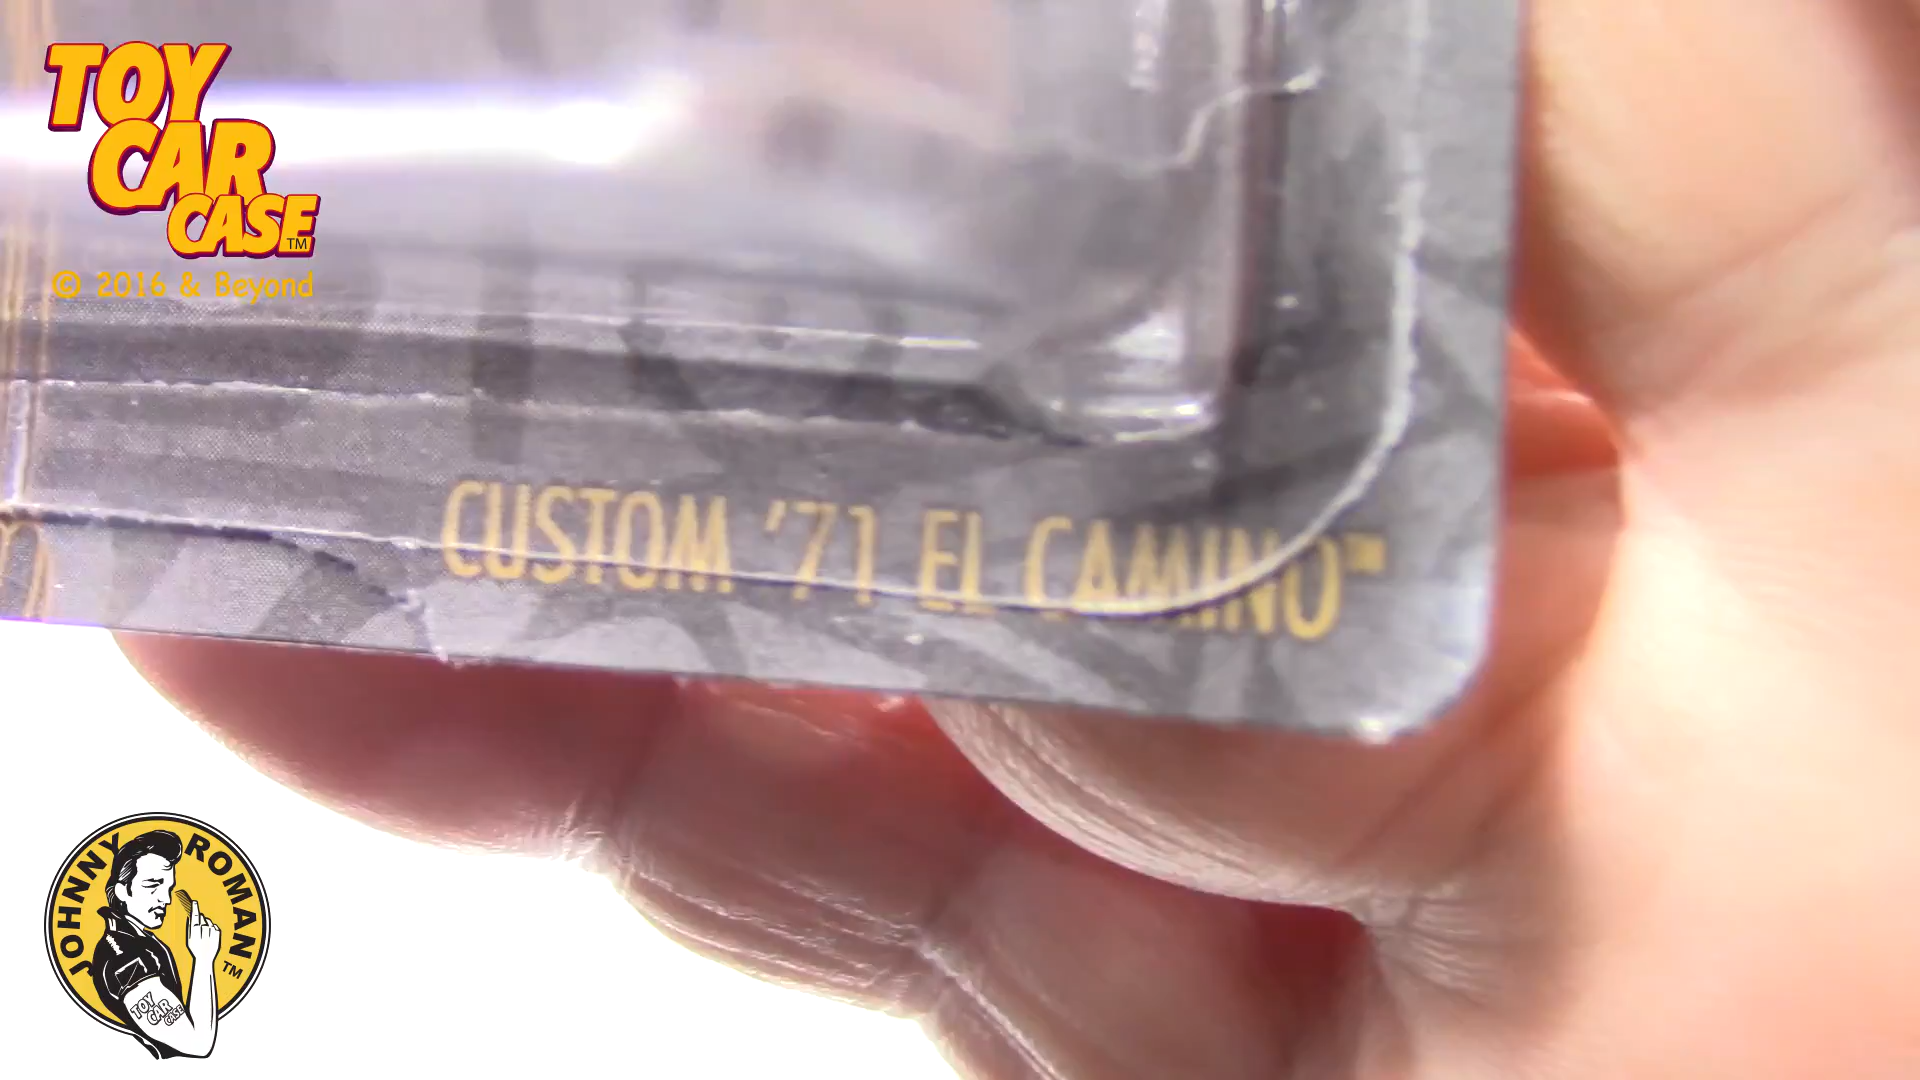 TOY
CAR
CASE™
© 2016 & Beyond
CUSTOM '71 EL CAMINO™
JOHNNY ROMAN™
TOY
CAR
CASE